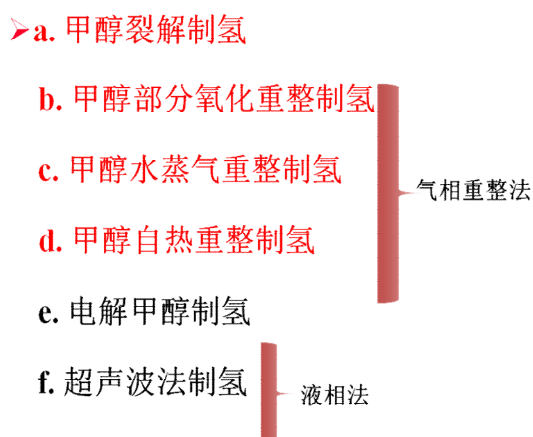 ➢a. 甲醇裂解制氢
b. 甲醇部分氧化重整制氢
c. 甲醇水蒸气重整制氢
气相重整法
d. 甲醇自热重整制氢
e. 电解甲醇制氢
f. 超声波法制氢
液相法